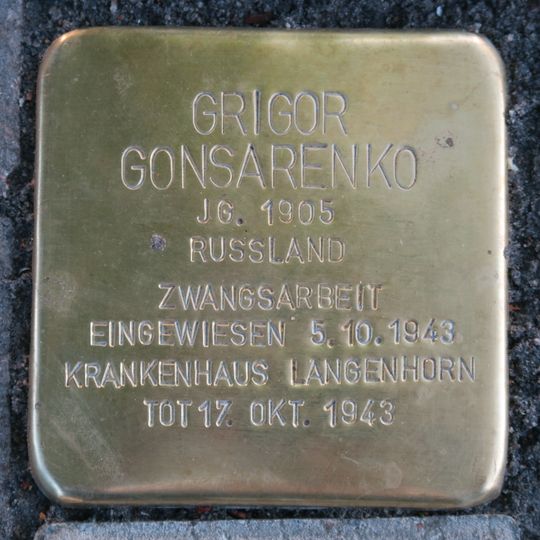 GRIGOR
GONSARENKO
JG. 1905
RUSSLAND
ZWANGSARBEIT
EINGEWIESEN 5.10.1943
KRANKENHAUS LANGENHORN
TOT 17. OKT. 1943